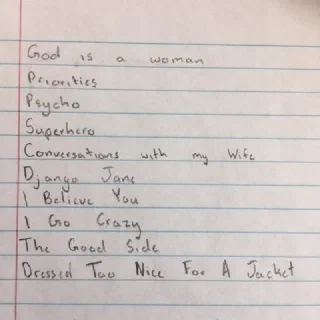 God is a woman
Priorities
Psycho
Superhero
Conversations with my Wife
Django Jane
I Believe You
I Go Crazy
The Good Side
Dressed Too Nice For A Jacket